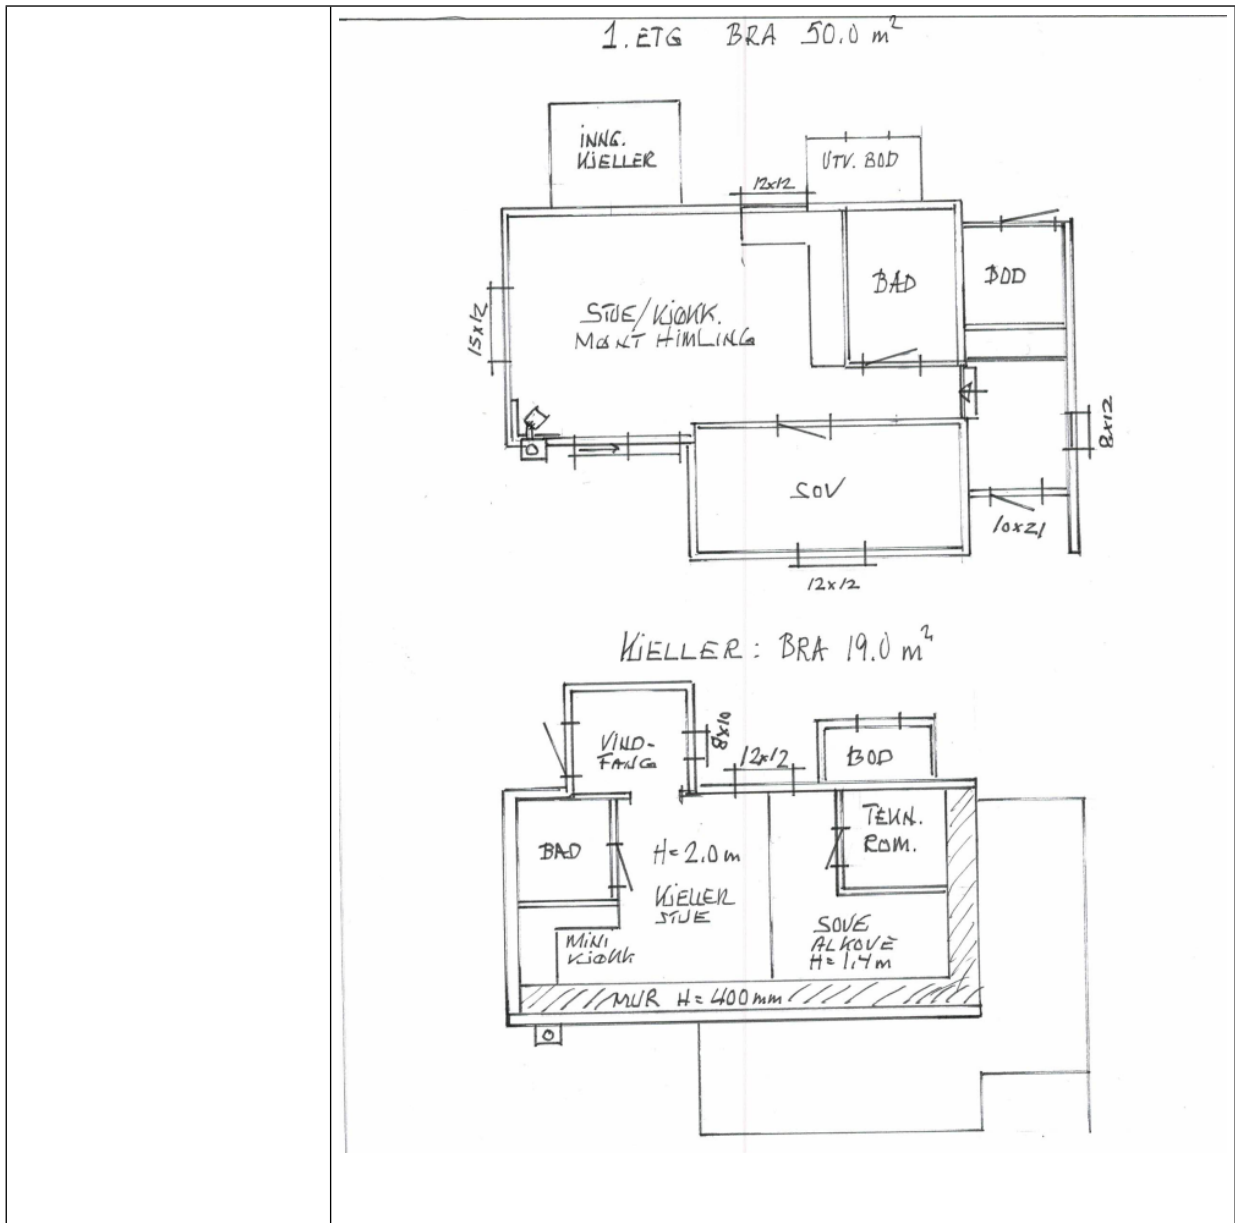 1. ETG BRA 50.0 m²
INNG.
KJELLER
UTV. BOD
12x12
BAD
BOD
15x12
STUE/KJØKK.
MØNT HIMLING
8x12
SOV
10x21
12x12
KJELLER: BRA 19.0 m²
VIND-
FANG
8x10
12x12
BOD
BAD
H=2.0m
TEKN.
ROM.
KJELLER
STUE
MINI
KJØKK
SOVE
ALKOVE
H=1,4m
MUR H=400mm